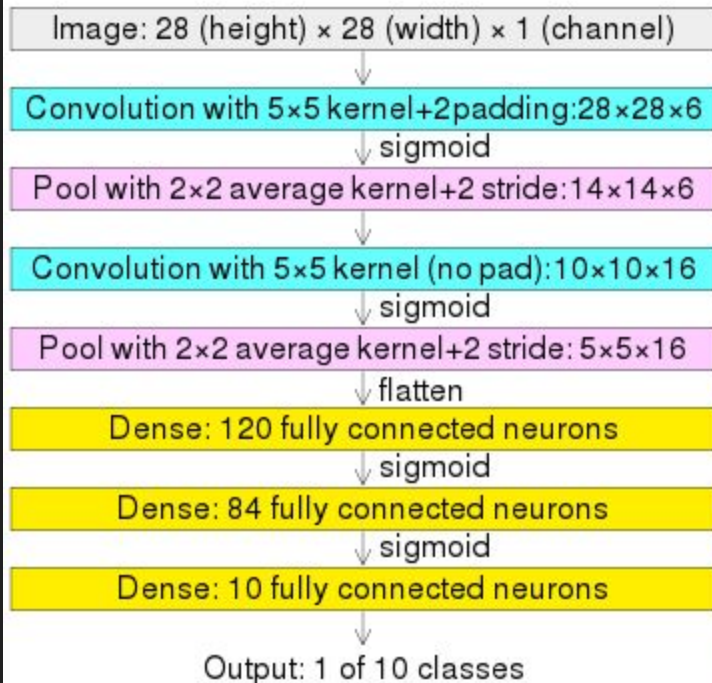 Image: 28 (height) × 28 (width) × 1 (channel)
Convolution with 5×5 kernel+2padding:28×28×6
sigmoid
Pool with 2×2 average kernel+2 stride:14×14×6
Convolution with 5×5 kernel (no pad):10×10×16
sigmoid
Pool with 2×2 average kernel+2 stride: 5×5×16
flatten
Dense: 120 fully connected neurons
sigmoid
Dense: 84 fully connected neurons
sigmoid
Dense: 10 fully connected neurons
Output: 1 of 10 classes